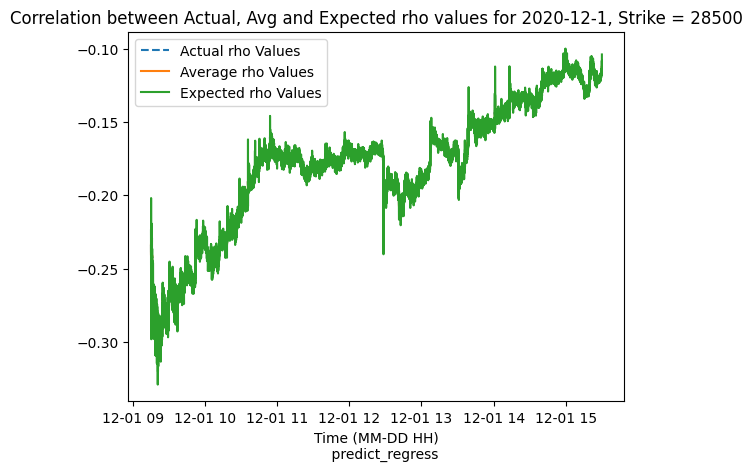 Correlation between Actual, Avg and Expected rho values for 2020-12-1, Strike = 28500
Actual rho Values
Average rho Values
Expected rho Values
−0.10
−0.15
−0.20
−0.25
−0.30
12-01 09 12-01 10 12-01 11 12-01 12 12-01 13 12-01 14 12-01 15
Time (MM-DD HH)
predict_regress